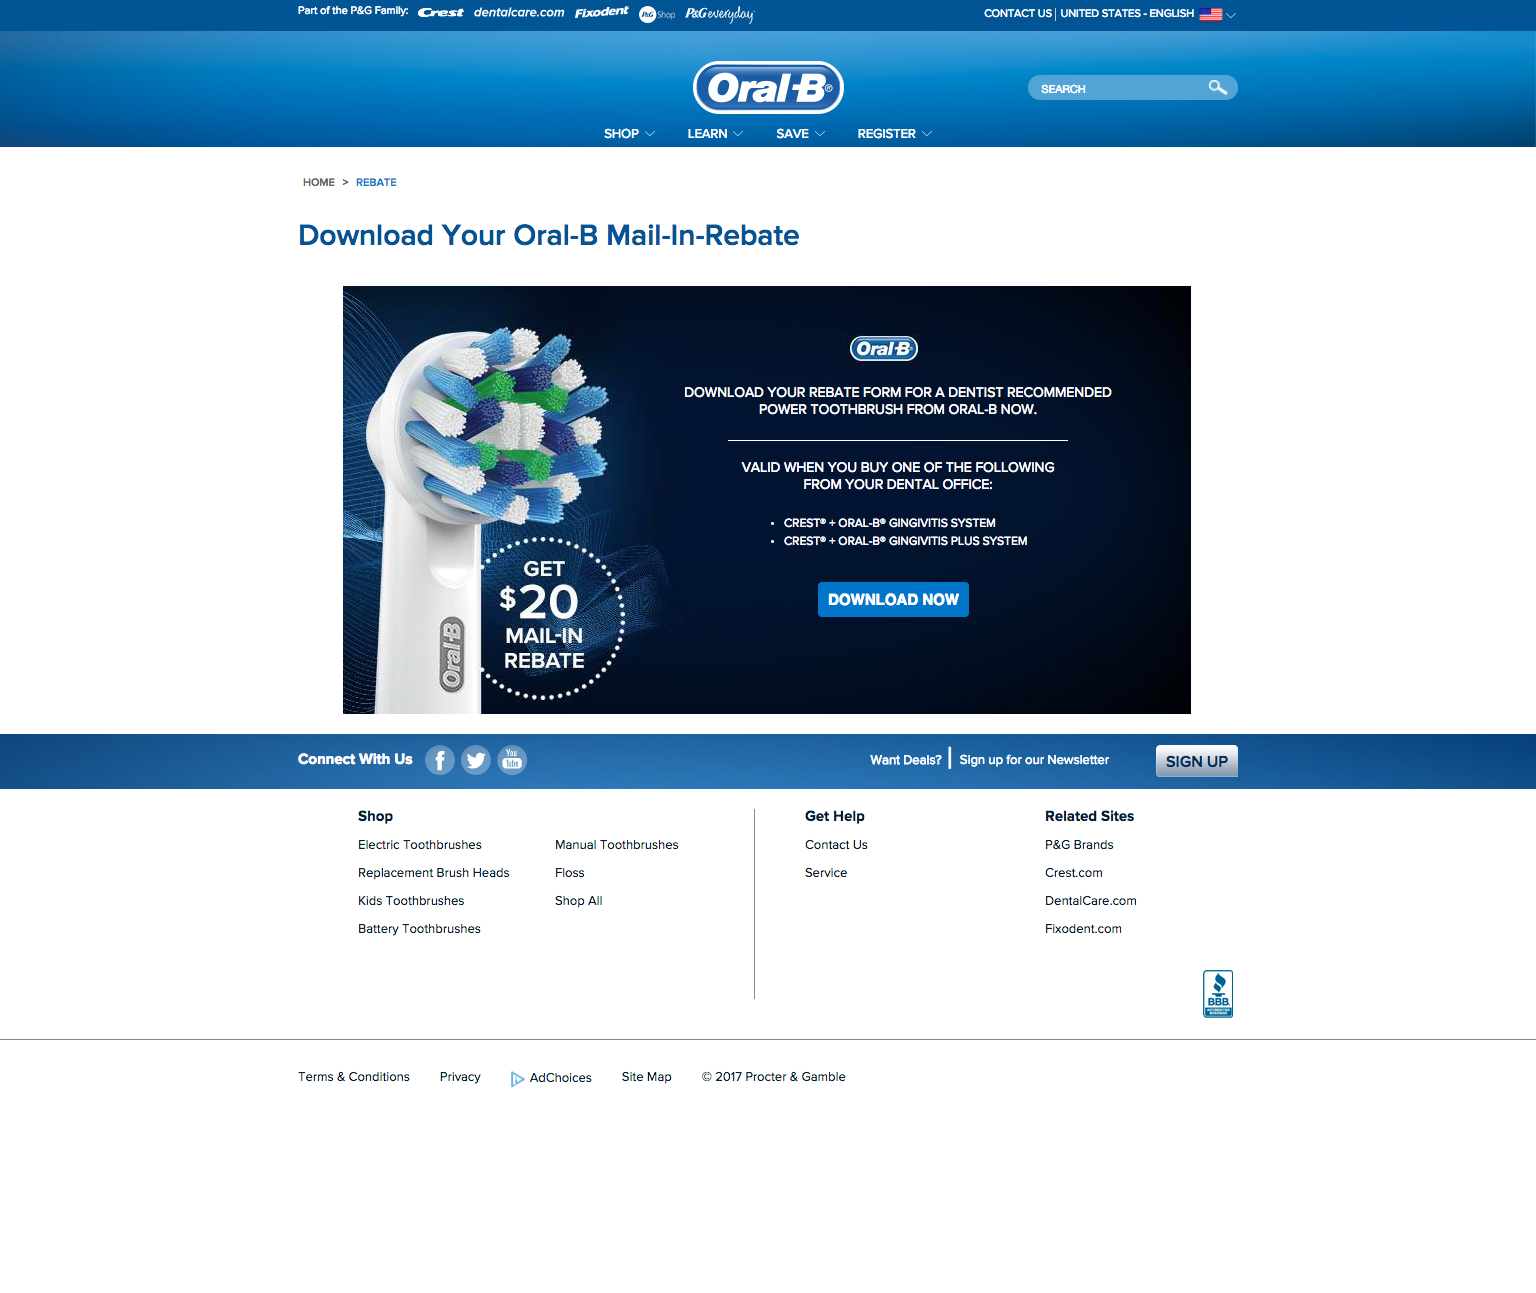 Part of the P&G Family: Crest dentalcare.com Fixodent P&G Shop P&G everyday
CONTACT US | UNITED STATES - ENGLISH
Oral-B®
SEARCH
SHOP LEARN SAVE REGISTER
HOME > REBATE
Download Your Oral-B Mail-In-Rebate
Oral-B
DOWNLOAD YOUR REBATE FORM FOR A DENTIST RECOMMENDED
POWER TOOTHBRUSH FROM ORAL-B NOW.
VALID WHEN YOU BUY ONE OF THE FOLLOWING
FROM YOUR DENTAL OFFICE:
• CREST® + ORAL-B® GINGIVITIS SYSTEM
• CREST® + ORAL-B® GINGIVITIS PLUS SYSTEM
DOWNLOAD NOW
GET
$20
MAIL-IN
REBATE
Oral-B
Connect With Us
You
Tube
Want Deals? | Sign up for our Newsletter
SIGN UP
Shop
Electric Toothbrushes
Replacement Brush Heads
Kids Toothbrushes
Battery Toothbrushes
Manual Toothbrushes
Floss
Shop All
Get Help
Contact Us
Service
Related Sites
P&G Brands
Crest.com
DentalCare.com
Fixodent.com
BBB.
ACCREDITED
BUSINESS
Terms & Conditions Privacy AdChoices Site Map © 2017 Procter & Gamble